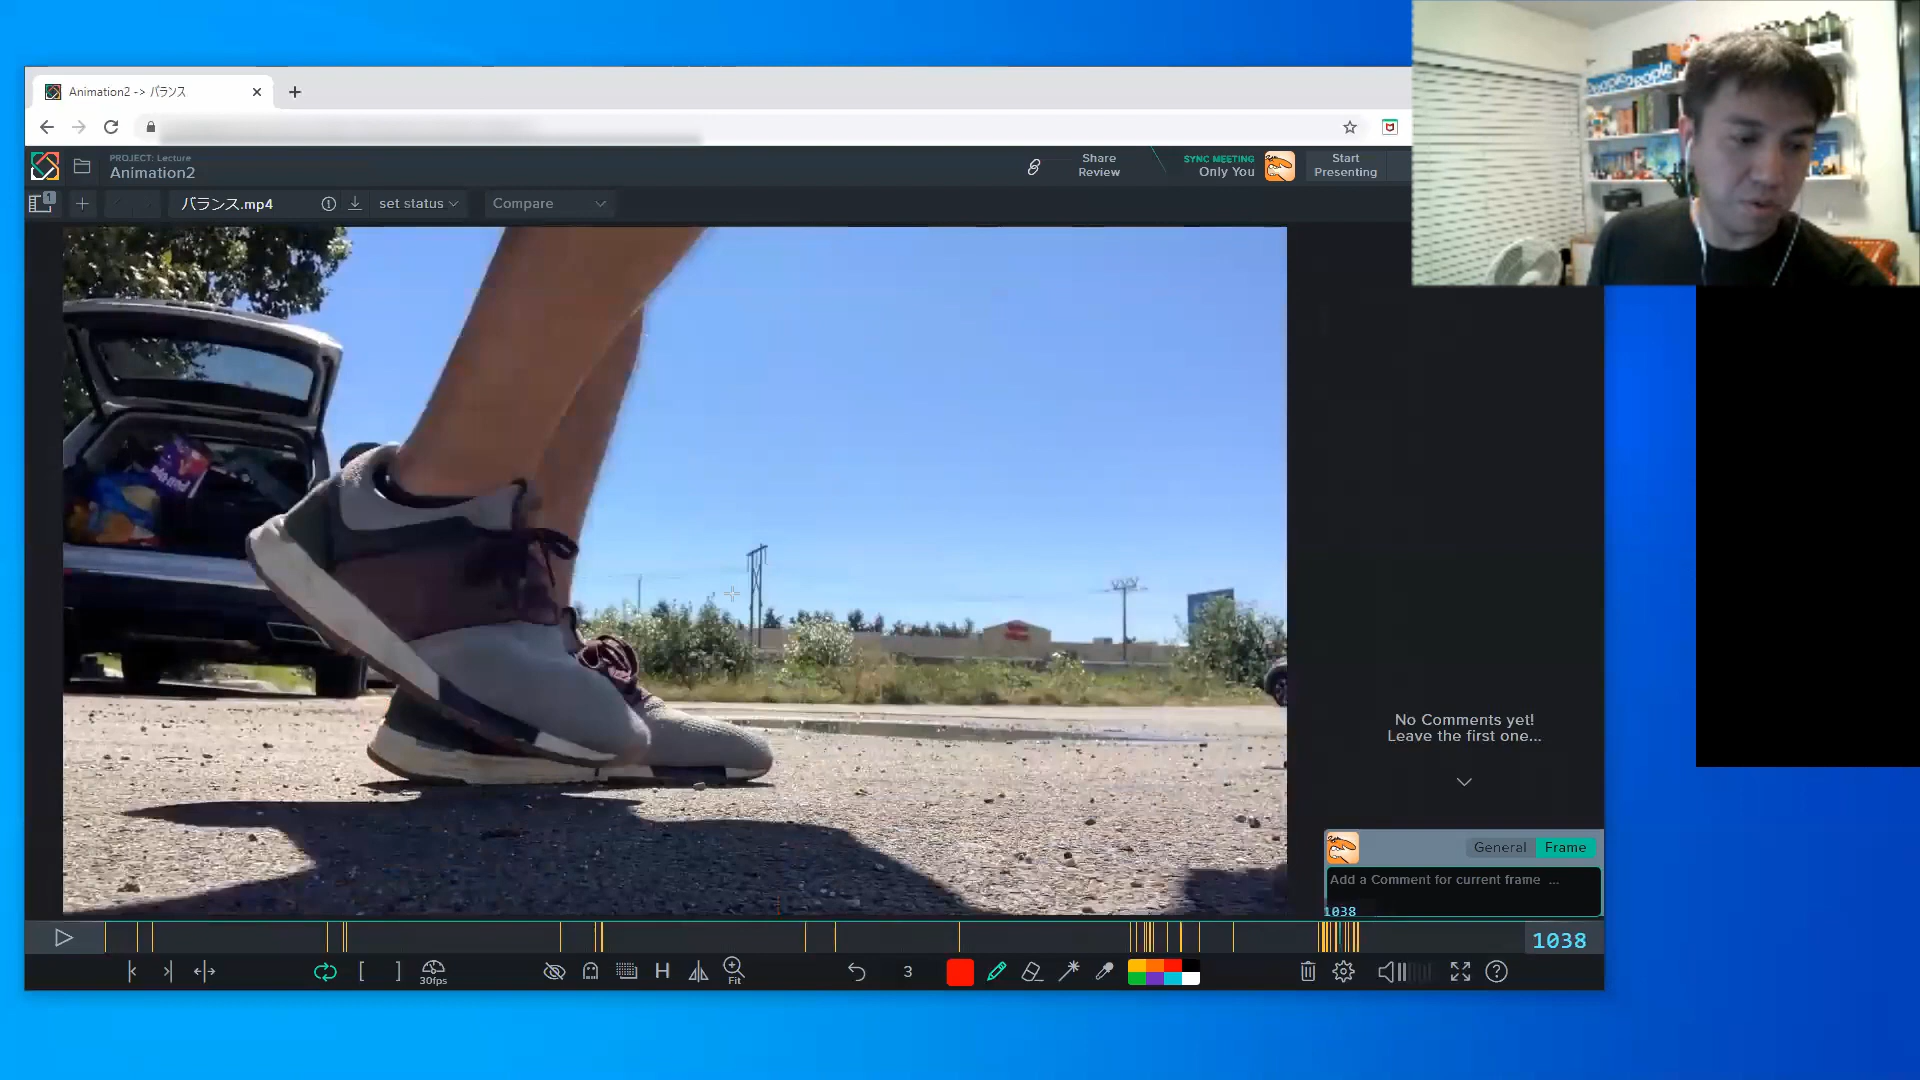 Animation2 -> バランス
PROJECT: Lecture
Animation2
Share Review
SYNC MEETING
Only You
Start Presenting
1
バランス.mp4
set status
Compare
No Comments yet!
Leave the first one...
General
Frame
Add a Comment for current frame ...
1038
1038
30fps
H
Fit
3